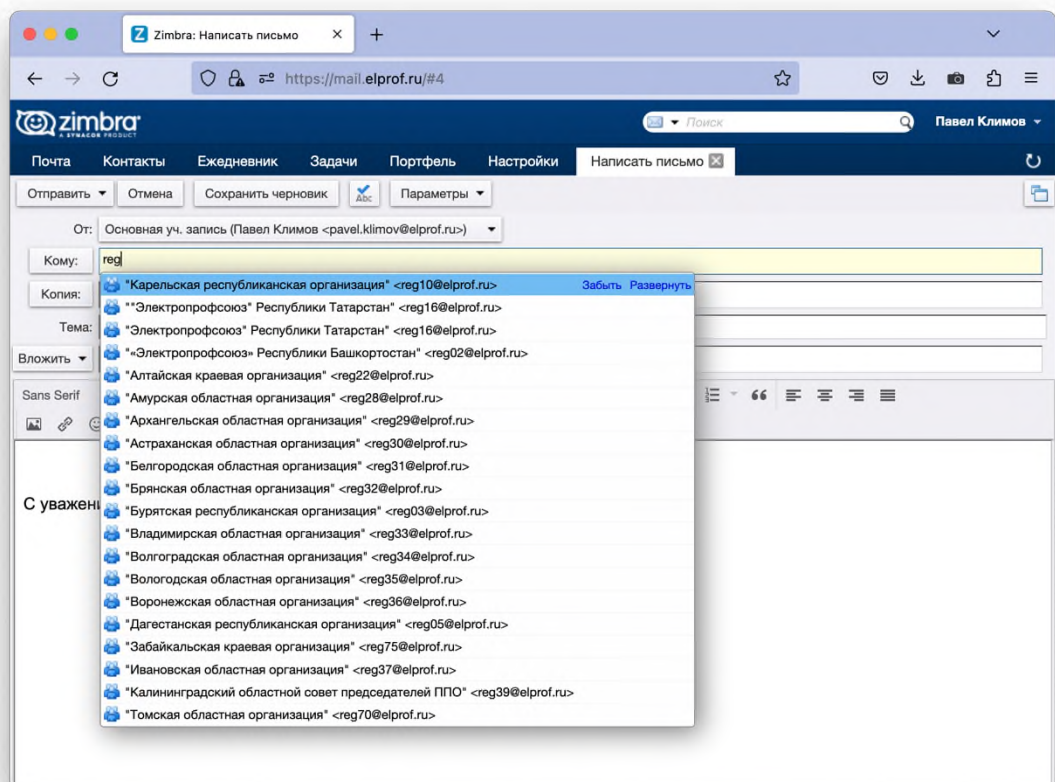 Zimbra: Написать письмо
https://mail.elprof.ru/#4
zimbra
A SYNACOR PRODUCT
Поиск
Павел Климов
Почта Контакты Ежедневник Задачи Портфель Настройки Написать письмо
Отправить Отмена Сохранить черновик Abc Параметры
От: Основная уч. запись (Павел Климов <pavel.klimov@elprof.ru>)
Кому: reg
"Карельская республиканская организация" <reg10@elprof.ru> Забыть Развернуть
Копия:
""Электропрофсоюз" Республики Татарстан" <reg16@elprof.ru>
Тема: "Электропрофсоюз" Республики Татарстан" <reg16@elprof.ru>
Вложить "«Электропрофсоюз» Республики Башкортостан" <reg02@elprof.ru>
"Алтайская краевая организация" <reg22@elprof.ru>
Sans Serif "Амурская областная организация" <reg28@elprof.ru>
"Архангельская областная организация" <reg29@elprof.ru>
"Астраханская областная организация" <reg30@elprof.ru>
"Белгородская областная организация" <reg31@elprof.ru>
"Брянская областная организация" <reg32@elprof.ru>
С уважени "Бурятская республиканская организация" <reg03@elprof.ru>
"Владимирская областная организация" <reg33@elprof.ru>
"Волгоградская областная организация" <reg34@elprof.ru>
"Вологодская областная организация" <reg35@elprof.ru>
"Воронежская областная организация" <reg36@elprof.ru>
"Дагестанская республиканская организация" <reg05@elprof.ru>
"Забайкальская краевая организация" <reg75@elprof.ru>
"Ивановская областная организация" <reg37@elprof.ru>
"Калининградский областной совет председателей ППО" <reg39@elprof.ru>
"Томская областная организация" <reg70@elprof.ru>